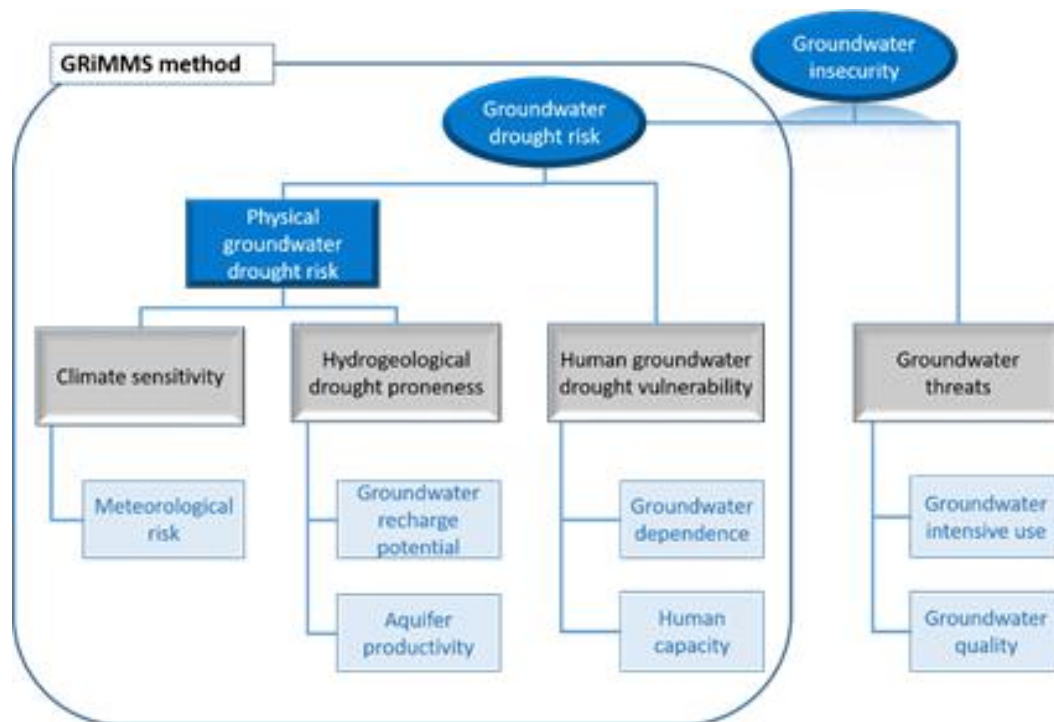 GRiMMS method
Groundwater
insecurity
Groundwater
drought risk
Physical
groundwater
drought risk
Climate sensitivity
Hydrogeological
drought proneness
Human groundwater
drought vulnerability
Groundwater
threats
Meteorological
risk
Groundwater
recharge
potential
Groundwater
dependence
Groundwater
intensive use
Aquifer
productivity
Human
capacity
Groundwater
quality